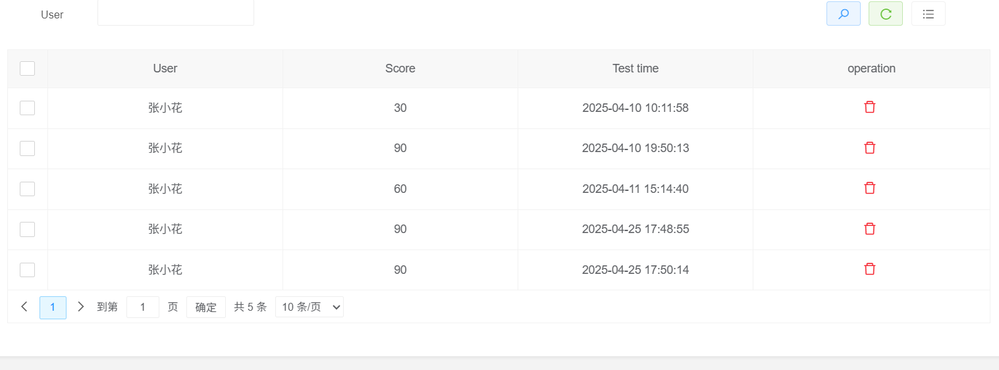 User
User Score Test time operation
张小花 30 2025-04-10 10:11:58
张小花 90 2025-04-10 19:50:13
张小花 60 2025-04-11 15:14:40
张小花 90 2025-04-25 17:48:55
张小花 90 2025-04-25 17:50:14
1 到第 1 页 确定 共 5 条 10 条/页